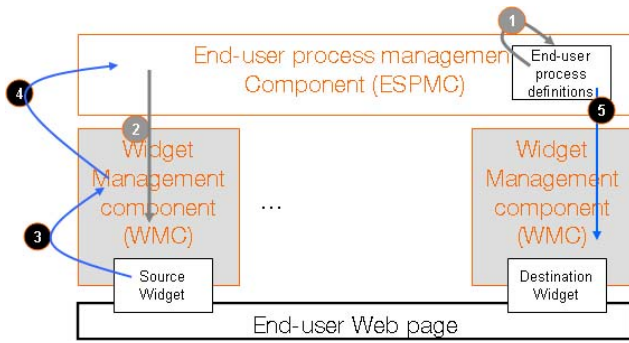 1
End-user process management
Component (ESPMC)
End-user
process
definitions
4
5
2
Widget
Management
component
(WMC)
...
Widget
Management
component
(WMC)
3
Source
Widget
Destination
Widget
End-user Web page